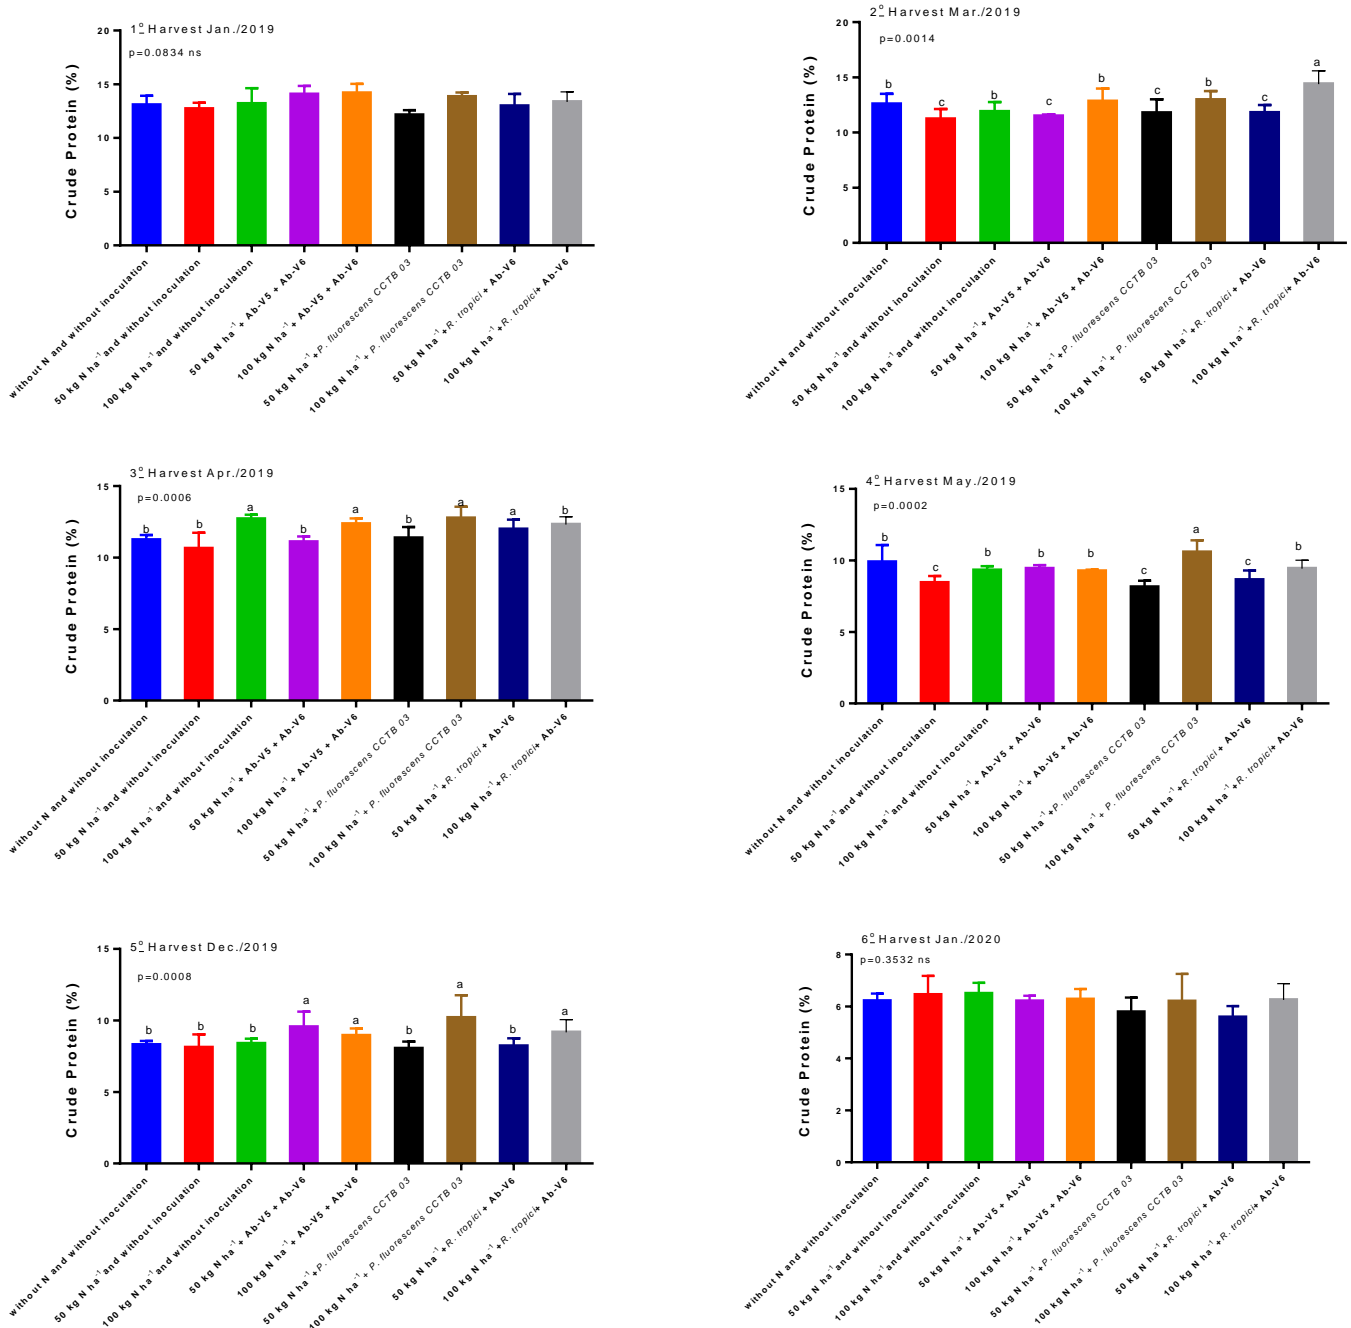 1º Harvest Jan./2019
p=0.0834 ns
Crude Protein (%)
20
15
10
5
0
without N and without inoculation
50 kg N ha⁻¹ and without inoculation
100 kg N ha⁻¹ and without inoculation
50 kg N ha⁻¹ + Ab-V5 + Ab-V6
100 kg N ha⁻¹ + Ab-V5 + Ab-V6
50 kg N ha⁻¹ + P. fluorescens CCTB 03
100 kg N ha⁻¹ + P. fluorescens CCTB 03
50 kg N ha⁻¹ + R. tropici + Ab-V6
100 kg N ha⁻¹ + R. tropici + Ab-V6
2º Harvest Mar./2019
p=0.0014
Crude Protein (%)
20
15
10
5
0
b c b c b c b c a
without N and without inoculation
50 kg N ha⁻¹ and without inoculation
100 kg N ha⁻¹ and without inoculation
50 kg N ha⁻¹ + Ab-V5 + Ab-V6
100 kg N ha⁻¹ + Ab-V5 + Ab-V6
50 kg N ha⁻¹ + P. fluorescens CCTB 03
100 kg N ha⁻¹ + P. fluorescens CCTB 03
50 kg N ha⁻¹ + R. tropici + Ab-V6
100 kg N ha⁻¹ + R. tropici + Ab-V6
3º Harvest Apr./2019
p=0.0006
Crude Protein (%)
15
10
5
0
b b a b a b a a b
without N and without inoculation
50 kg N ha⁻¹ and without inoculation
100 kg N ha⁻¹ and without inoculation
50 kg N ha⁻¹ + Ab-V5 + Ab-V6
100 kg N ha⁻¹ + Ab-V5 + Ab-V6
50 kg N ha⁻¹ + P. fluorescens CCTB 03
100 kg N ha⁻¹ + P. fluorescens CCTB 03
50 kg N ha⁻¹ + R. tropici + Ab-V6
100 kg N ha⁻¹ + R. tropici + Ab-V6
4º Harvest May./2019
p=0.0002
Crude Protein (%)
15
10
5
0
b c b b b c a c b
without N and without inoculation
50 kg N ha⁻¹ and without inoculation
100 kg N ha⁻¹ and without inoculation
50 kg N ha⁻¹ + Ab-V5 + Ab-V6
100 kg N ha⁻¹ + Ab-V5 + Ab-V6
50 kg N ha⁻¹ + P. fluorescens CCTB 03
100 kg N ha⁻¹ + P. fluorescens CCTB 03
50 kg N ha⁻¹ + R. tropici + Ab-V6
100 kg N ha⁻¹ + R. tropici + Ab-V6
5º Harvest Dec./2019
p=0.0008
Crude Protein (%)
15
10
5
0
b b b a a b a b a
without N and without inoculation
50 kg N ha⁻¹ and without inoculation
100 kg N ha⁻¹ and without inoculation
50 kg N ha⁻¹ + Ab-V5 + Ab-V6
100 kg N ha⁻¹ + Ab-V5 + Ab-V6
50 kg N ha⁻¹ + P. fluorescens CCTB 03
100 kg N ha⁻¹ + P. fluorescens CCTB 03
50 kg N ha⁻¹ + R. tropici + Ab-V6
100 kg N ha⁻¹ + R. tropici + Ab-V6
6º Harvest Jan./2020
p=0.3532 ns
Crude Protein (%)
8
6
4
2
0
without N and without inoculation
50 kg N ha⁻¹ and without inoculation
100 kg N ha⁻¹ and without inoculation
50 kg N ha⁻¹ + Ab-V5 + Ab-V6
100 kg N ha⁻¹ + Ab-V5 + Ab-V6
50 kg N ha⁻¹ + P. fluorescens CCTB 03
100 kg N ha⁻¹ + P. fluorescens CCTB 03
50 kg N ha⁻¹ + R. tropici + Ab-V6
100 kg N ha⁻¹ + R. tropici + Ab-V6